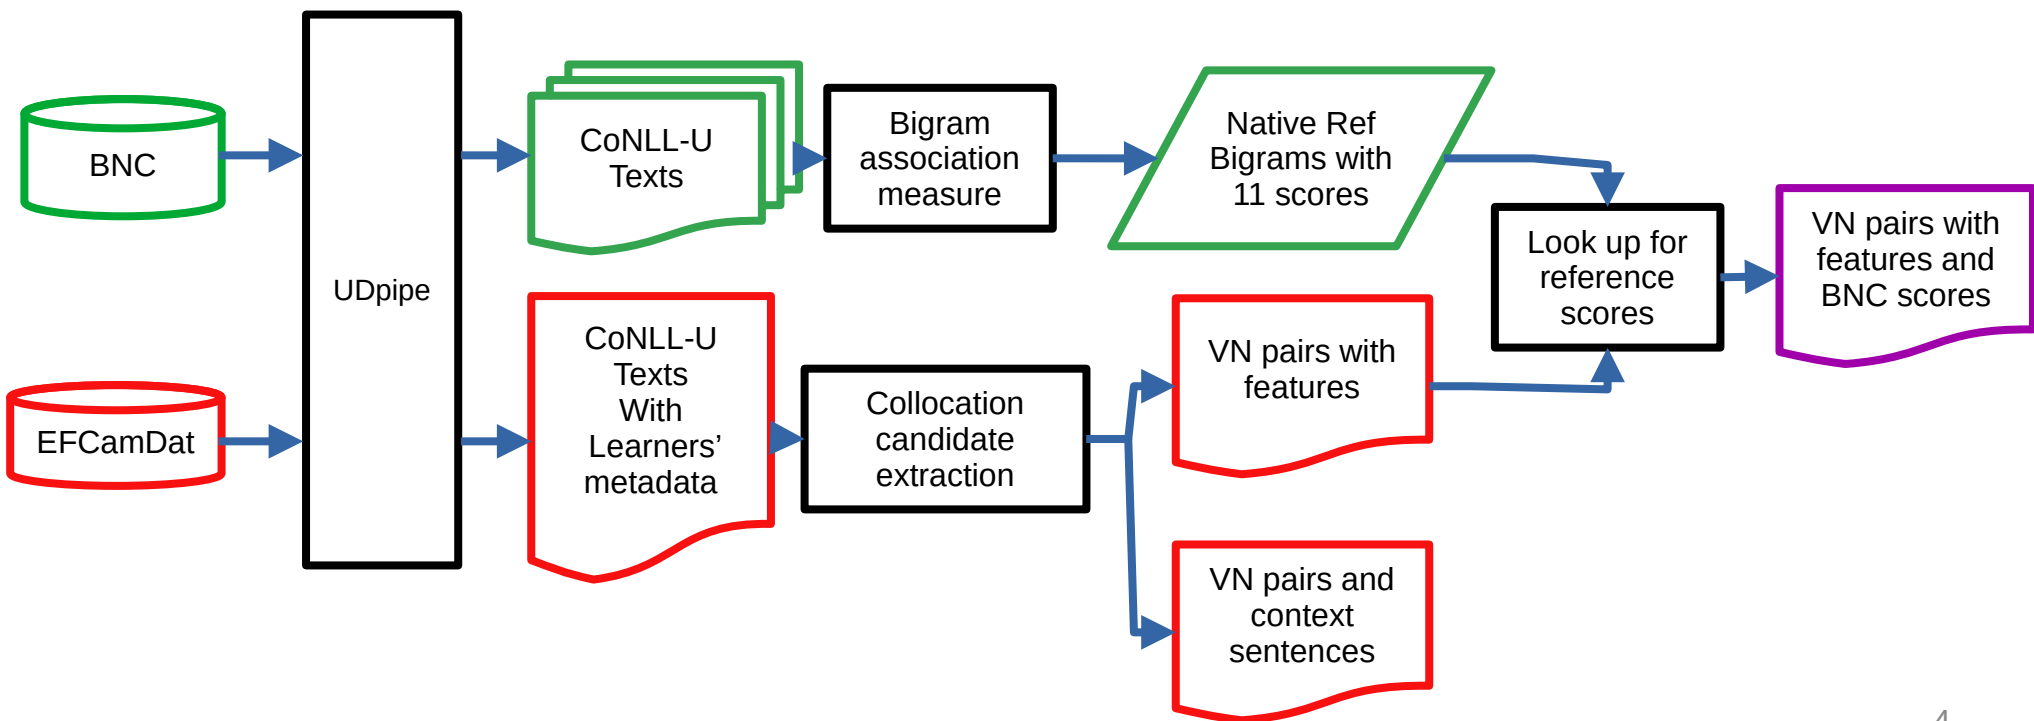 BNC
EFCamDat
UDpipe
CoNLL-U
Texts
Bigram
association
measure
Native Ref
Bigrams with
11 scores
CoNLL-U
Texts
With
Learners’
metadata
Collocation
candidate
extraction
VN pairs with
features
VN pairs and
context
sentences
Look up for
reference
scores
VN pairs with
features and
BNC scores
4